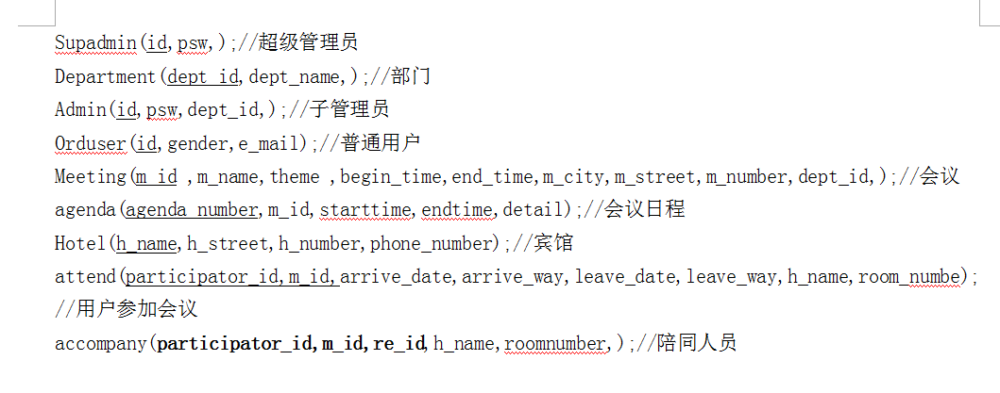 Supadmin(id,psw,);//超级管理员
Department(dept_id,dept_name,);//部门
Admin(id,psw,dept_id,);//子管理员
Orduser(id,gender,e_mail);//普通用户
Meeting(m_id ,m_name,theme ,begin_time,end_time,m_city,m_street,m_number,dept_id,);//会议
agenda(agenda_number,m_id,starttime,endtime,detail);//会议日程
Hotel(h_name,h_street,h_number,phone_number);//宾馆
attend(participator_id,m_id,arrive_date,arrive_way,leave_date,leave_way,h_name,room_numbe);
//用户参加会议
accompany(participator_id,m_id,re_id,h_name,roomnumber,);//陪同人员